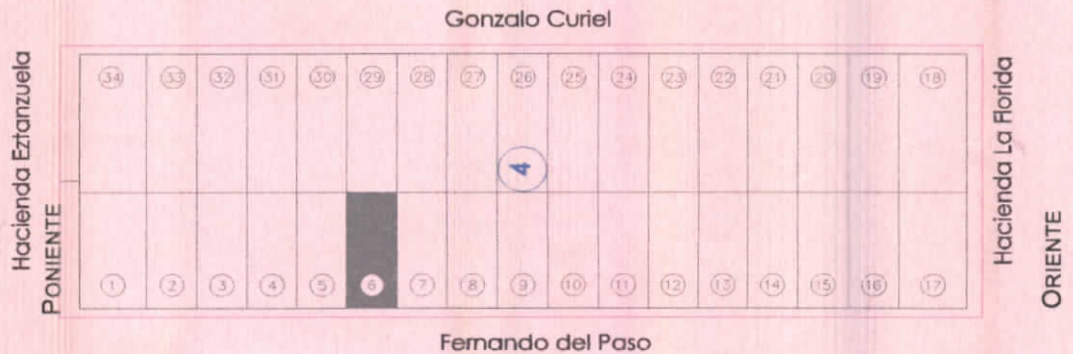 Gonzalo Curiel
Hacienda Eztanzuela
PONIENTE
34 33 32 31 30 29 28 27 26 25 24 23 22 21 20 19 18
4
1 2 3 4 5 6 7 8 9 10 11 12 13 14 15 16 17
Hacienda La Florida
ORIENTE
Fernando del Paso